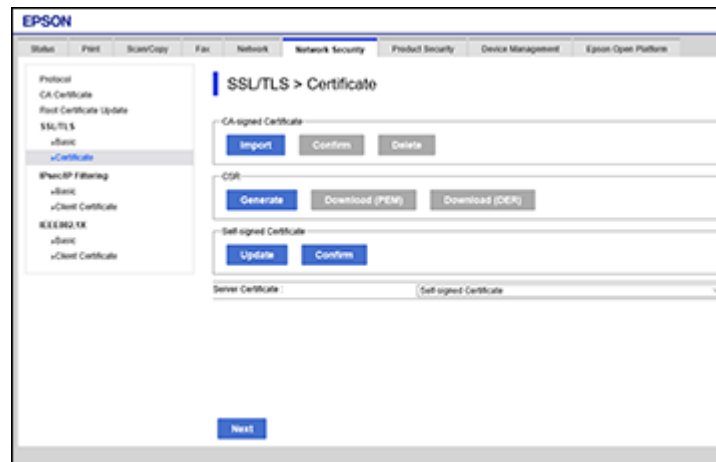 EPSON
Status Print Scan/Copy Fax Network Network Security Product Security Device Management Epson Open Platform
Protocol
CA Certificate
Root Certificate Update
SSL/TLS
»Basic
»Certificate
IPsec/IP Filtering
»Basic
»Client Certificate
IEEE802.1X
»Basic
»Client Certificate
SSL/TLS > Certificate
CA-signed Certificate
Import Confirm Delete
CSR
Generate Download (PEM) Download (DER)
Self-signed Certificate
Update Confirm
Server Certificate : Self-signed Certificate
Next